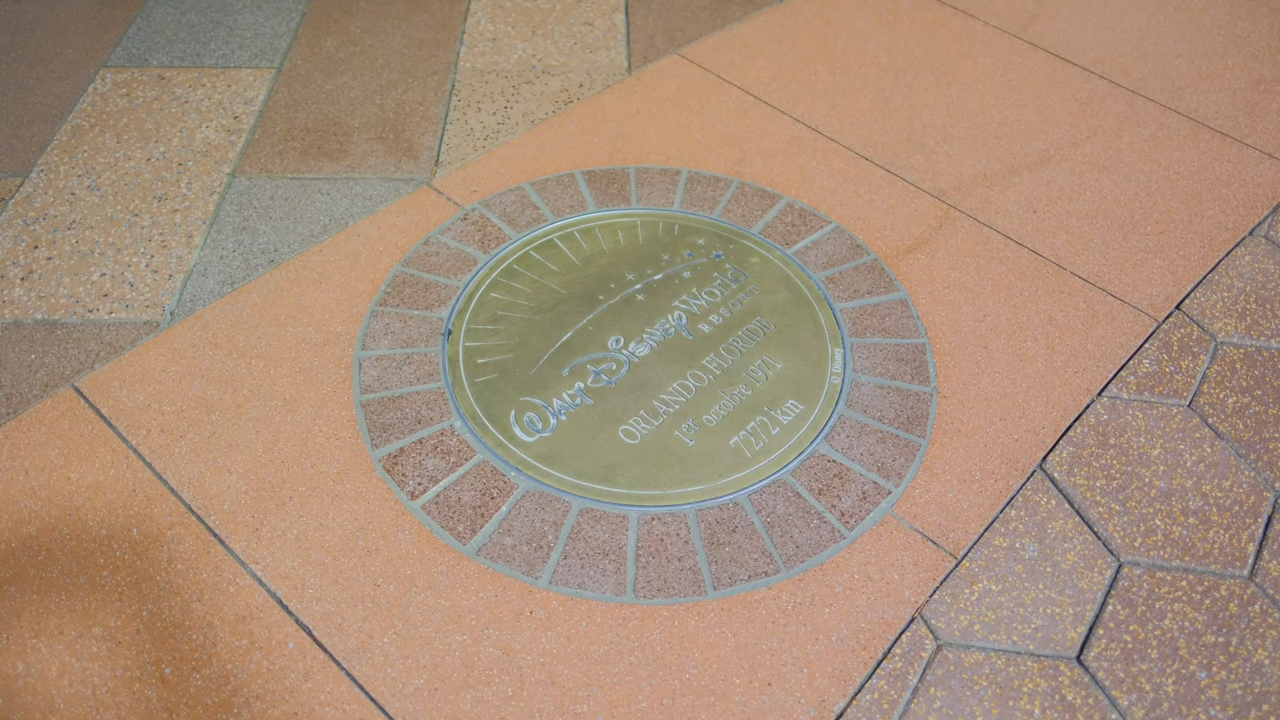 WALT DISNEY World
RESORT
ORLANDO, FLORIDE
1er octobre 1971
7272 km
© Disney